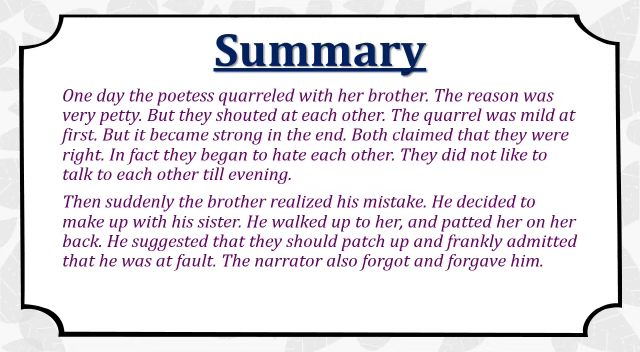 Summary
One day the poetess quarreled with her brother. The reason was
very petty. But they shouted at each other. The quarrel was mild at
first. But it became strong in the end. Both claimed that they were
right. In fact they began to hate each other. They did not like to
talk to each other till evening.
Then suddenly the brother realized his mistake. He decided to
make up with his sister. He walked up to her, and patted her on her
back. He suggested that they should patch up and frankly admitted
that he was at fault. The narrator also forgot and forgave him.